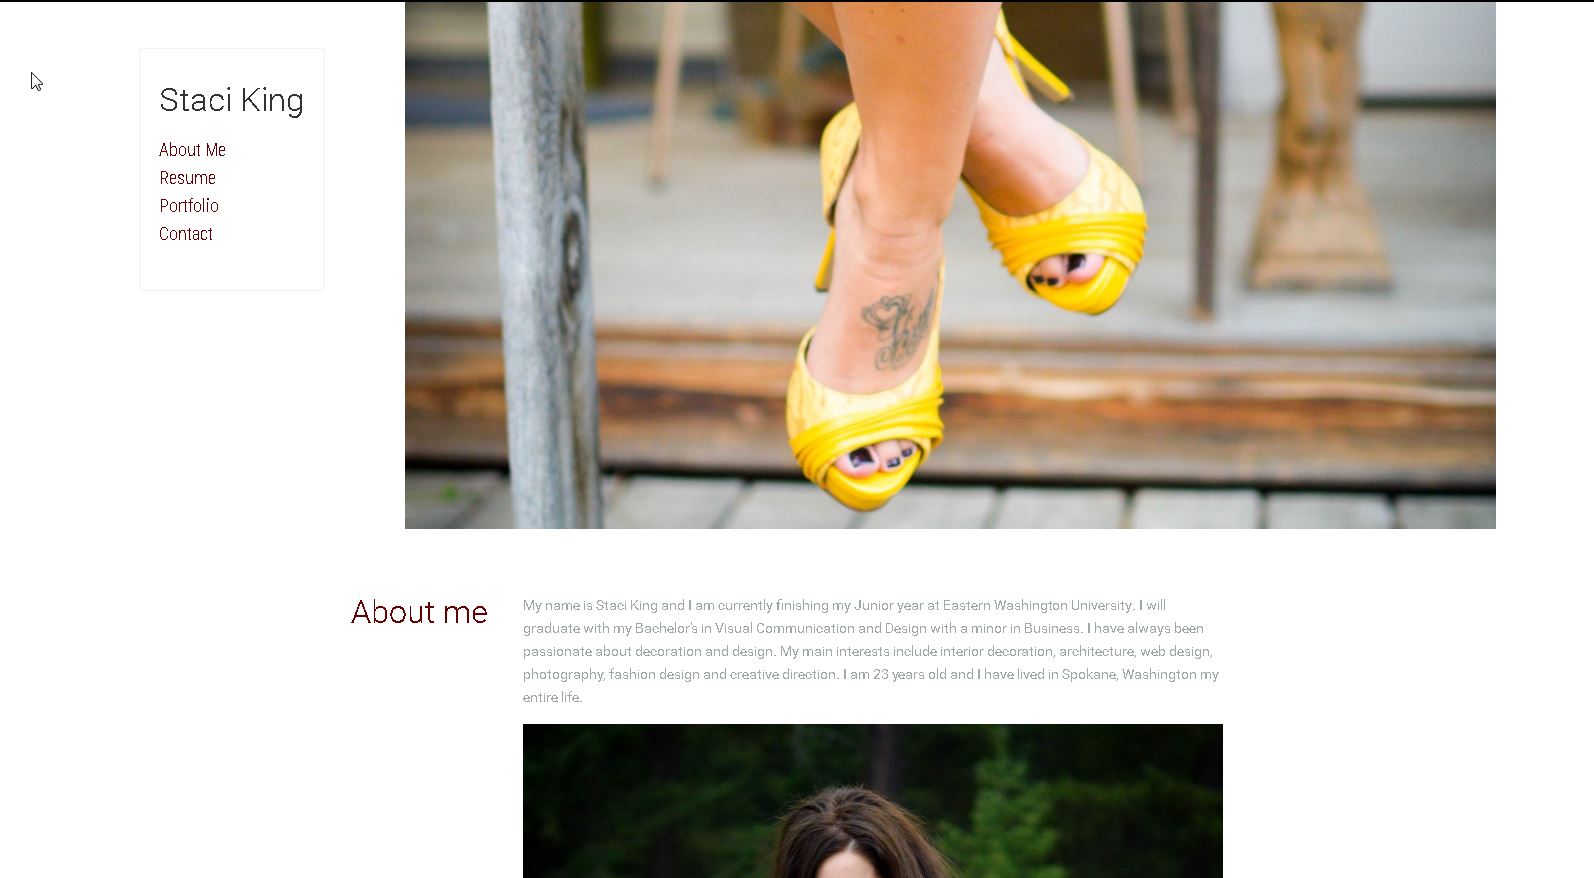 Staci King
About Me
Resume
Portfolio
Contact
About me
My name is Staci King and I am currently finishing my Junior year at Eastern Washington University. I will
graduate with my Bachelor's in Visual Communication and Design with a minor in Business. I have always been
passionate about decoration and design. My main interests include interior decoration, architecture, web design,
photography, fashion design and creative direction. I am 23 years old and I have lived in Spokane, Washington my
entire life.